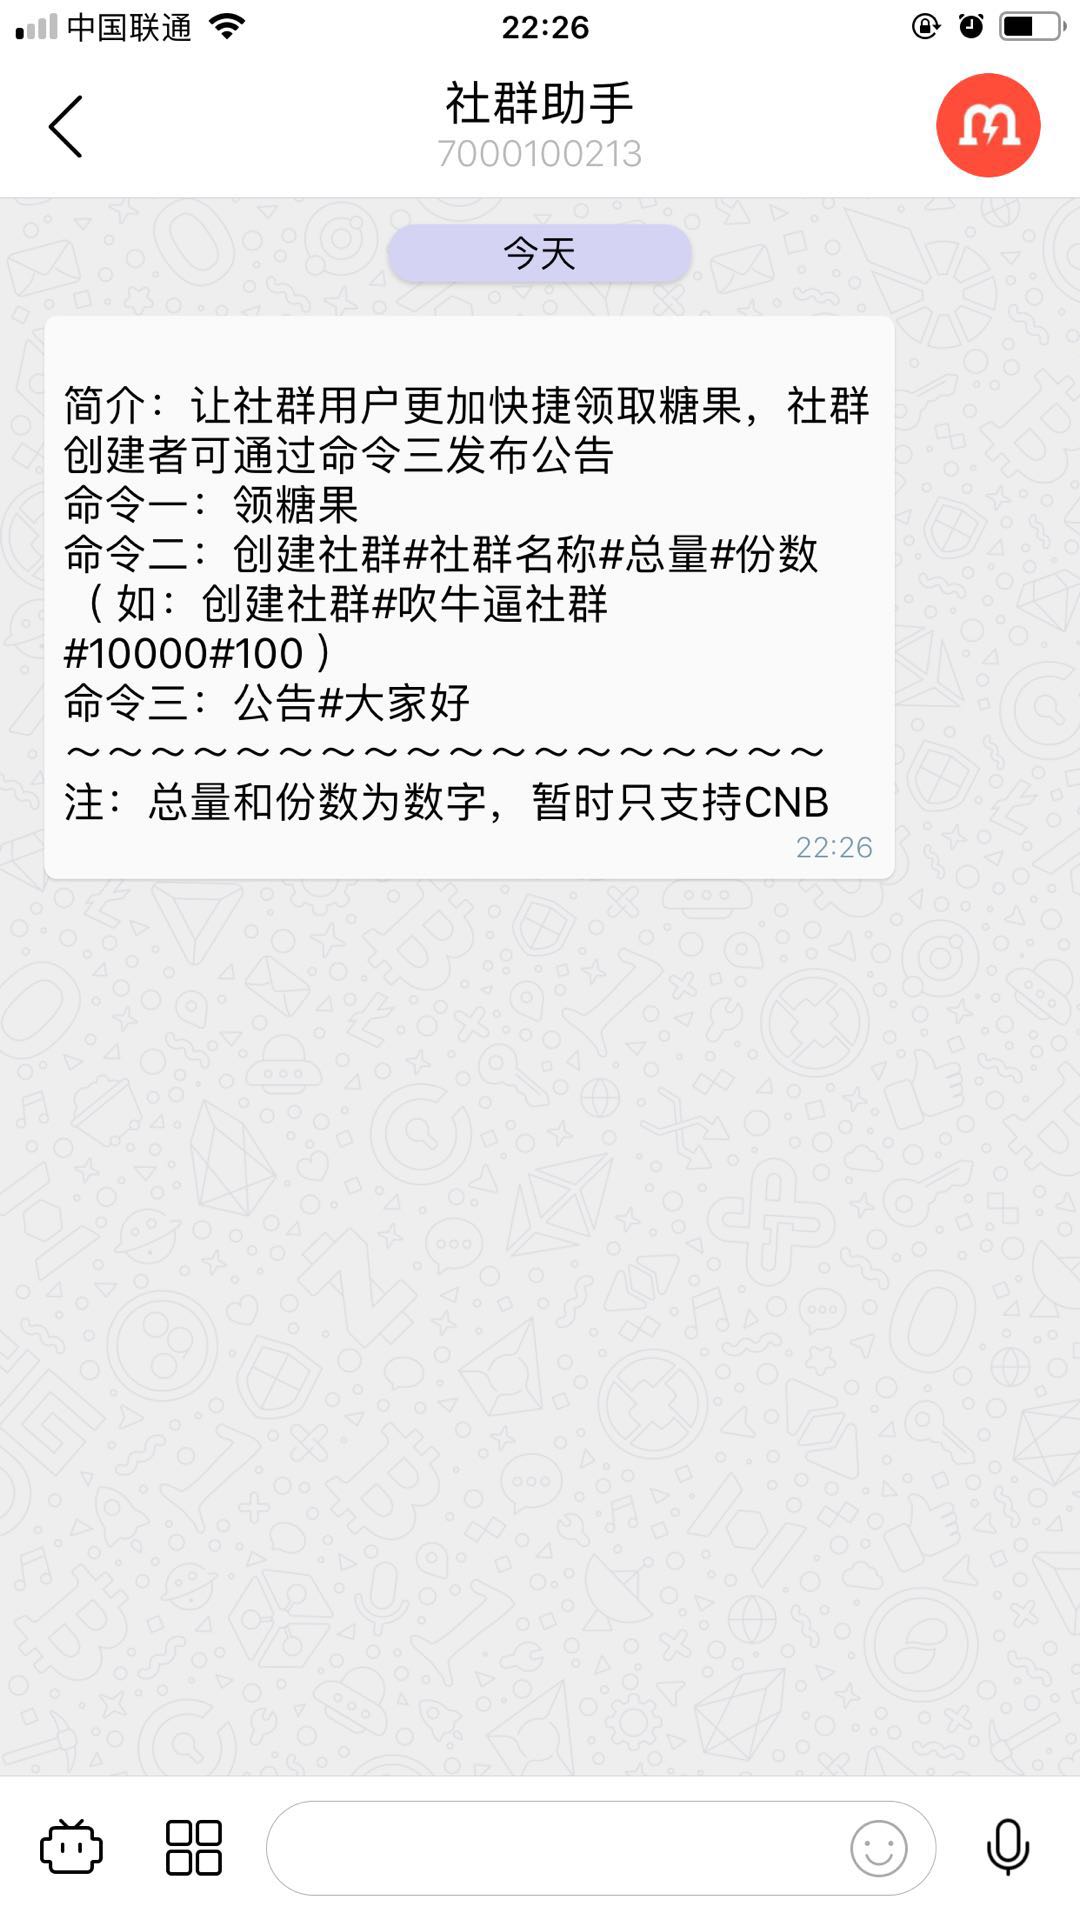 中国联通
22:26
社群助手
7000100213
今天
简介：让社群用户更加快捷领取糖果，社群
创建者可通过命令三发布公告
命令一：领糖果
命令二：创建社群#社群名称#总量#份数
（如：创建社群#吹牛逼社群
#10000#100）
命令三：公告#大家好
～～～～～～～～～～～～～～～～～～
注：总量和份数为数字，暂时只支持CNB
22:26